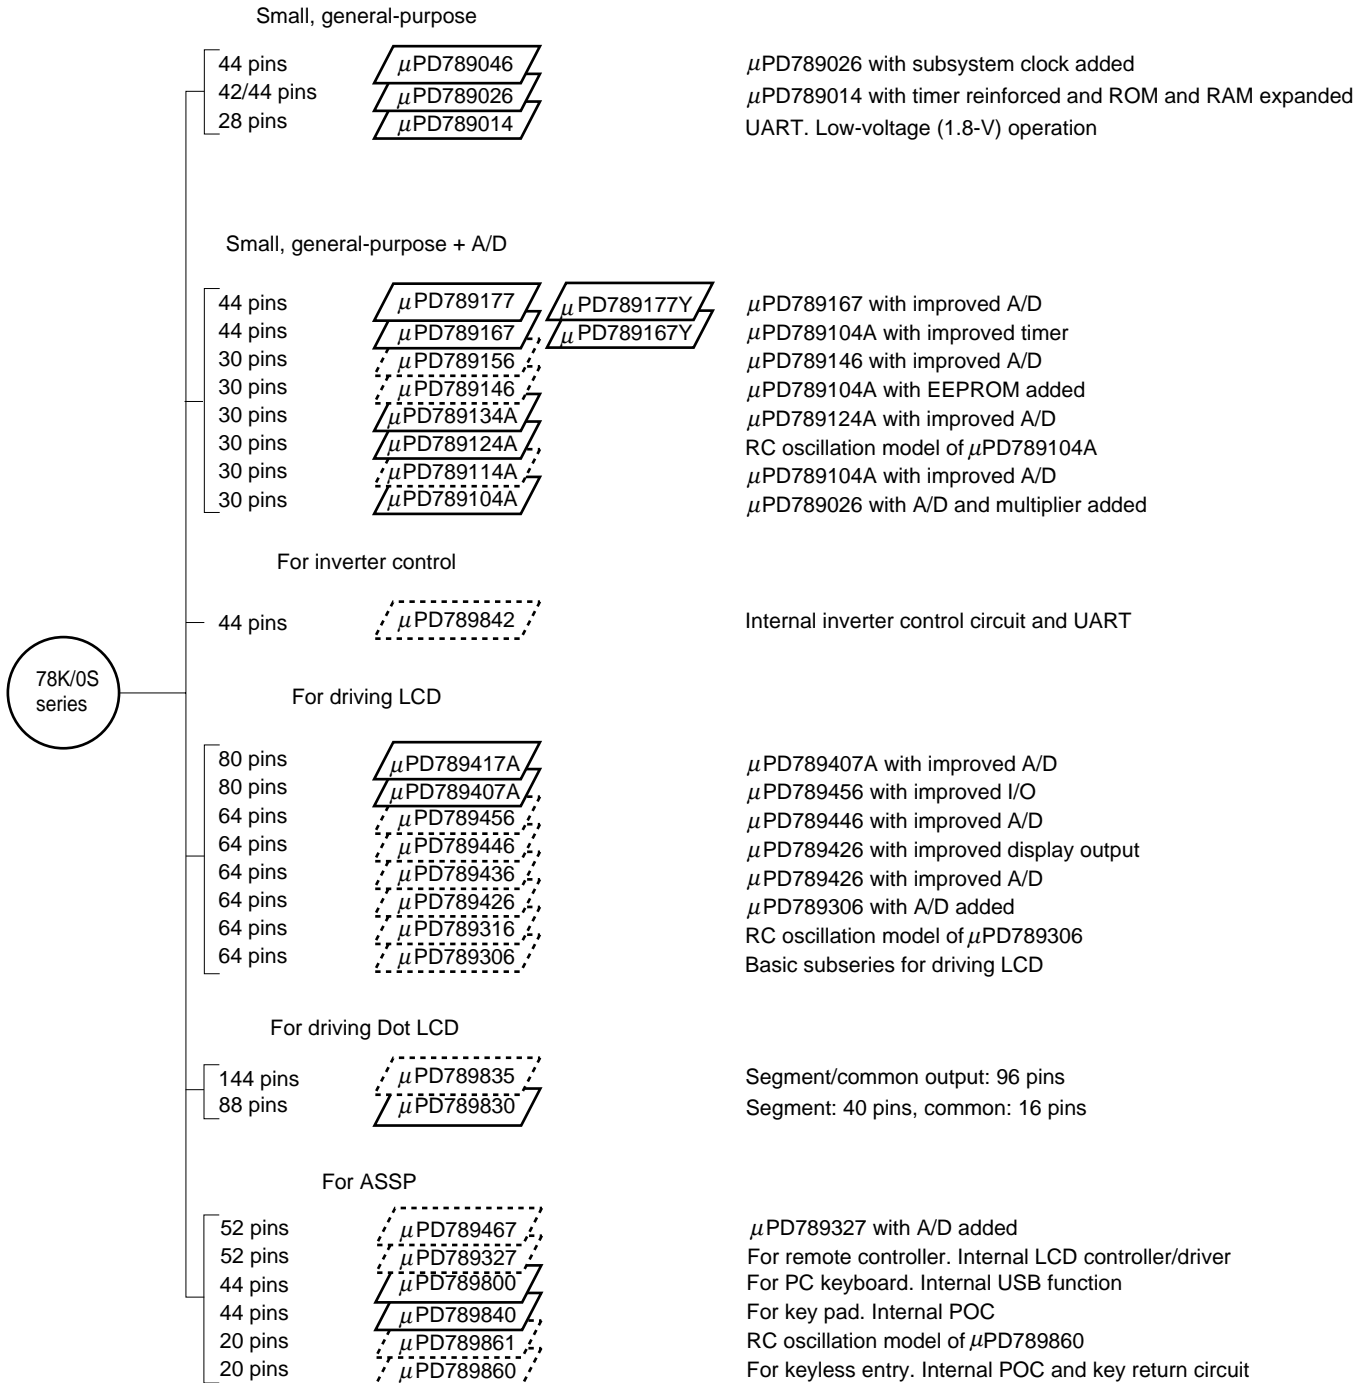 Small, general-purpose
44 pins μPD789046 μPD789026 with subsystem clock added
42/44 pins μPD789026 μPD789014 with timer reinforced and ROM and RAM expanded
28 pins μPD789014 UART. Low-voltage (1.8-V) operation
Small, general-purpose + A/D
44 pins μPD789177 μPD789177Y μPD789167 with improved A/D
44 pins μPD789167 μPD789167Y μPD789104A with improved timer
30 pins μPD789156 μPD789146 with improved A/D
30 pins μPD789146 μPD789104A with EEPROM added
30 pins μPD789134A μPD789124A with improved A/D
30 pins μPD789124A RC oscillation model of μPD789104A
30 pins μPD789114A μPD789104A with improved A/D
30 pins μPD789104A μPD789026 with A/D and multiplier added
For inverter control
44 pins μPD789842 Internal inverter control circuit and UART
78K/0S
series
For driving LCD
80 pins μPD789417A μPD789407A with improved A/D
80 pins μPD789407A μPD789456 with improved I/O
64 pins μPD789456 μPD789446 with improved A/D
64 pins μPD789446 μPD789426 with improved display output
64 pins μPD789436 μPD789426 with improved A/D
64 pins μPD789426 μPD789306 with A/D added
64 pins μPD789316 RC oscillation model of μPD789306
64 pins μPD789306 Basic subseries for driving LCD
For driving Dot LCD
144 pins μPD789835 Segment/common output: 96 pins
88 pins μPD789830 Segment: 40 pins, common: 16 pins
For ASSP
52 pins μPD789467 μPD789327 with A/D added
52 pins μPD789327 For remote controller. Internal LCD controller/driver
44 pins μPD789800 For PC keyboard. Internal USB function
44 pins μPD789840 For key pad. Internal POC
20 pins μPD789861 RC oscillation model of μPD789860
20 pins μPD789860 For keyless entry. Internal POC and key return circuit